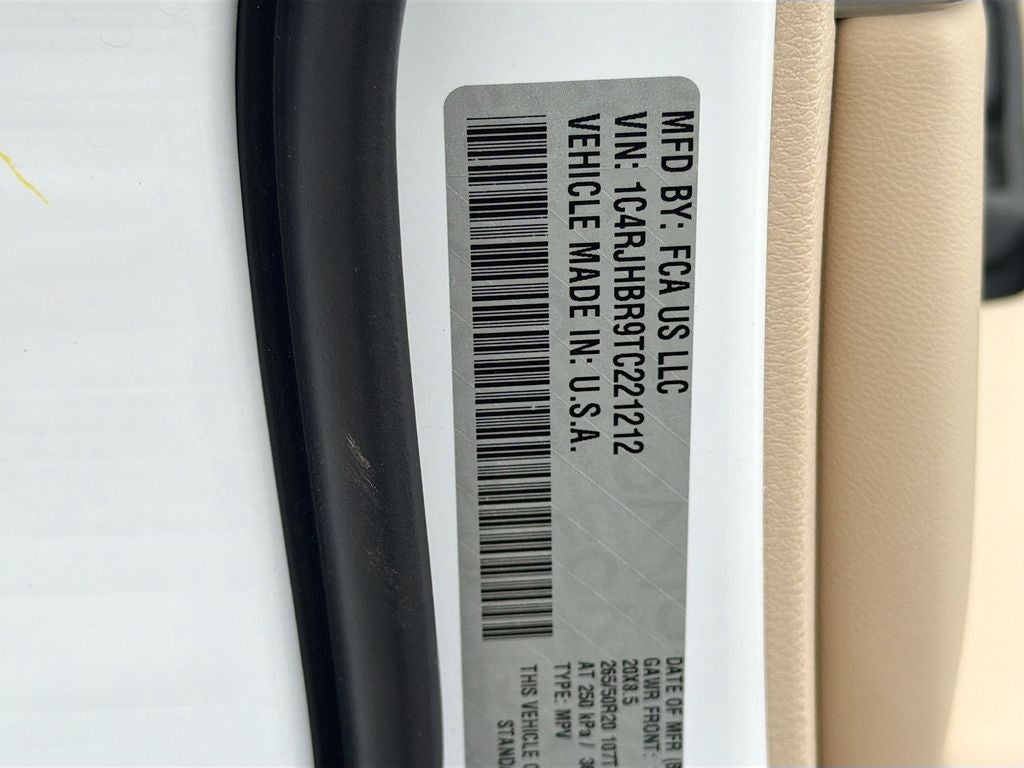 MFD BY: FCA US LLC
VIN: 1C4RJHBR9TC221212
VEHICLE MADE IN: U.S.A.
DATE OF MFR
GAWR FRONT:
20X8.5
265/50R20 107T
AT 250 kPa /
TYPE: MPV
THIS VEHICLE